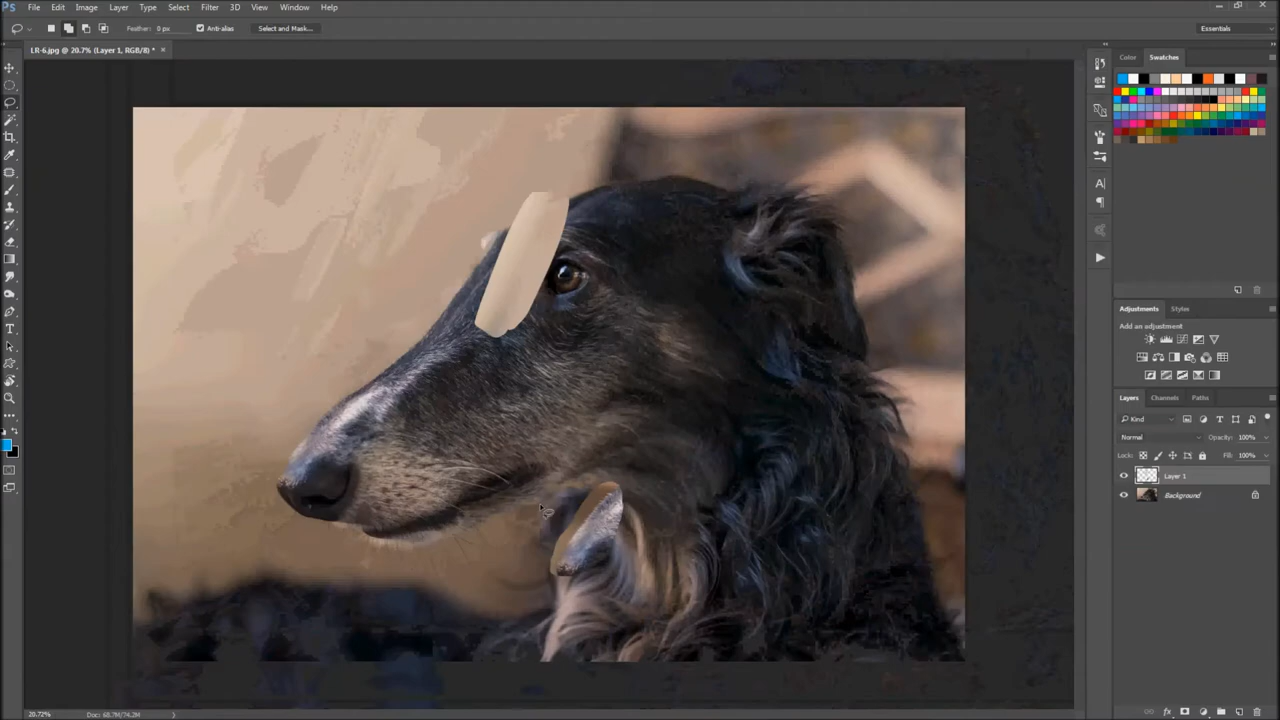 Ps File Edit Image Layer Type Select Filter 3D View Window Help
Feather: 0 px Anti-alias Select and Mask... Essentials
LR-6.jpg @ 20.7% (Layer 1, RGB/8) * ×
Color Swatches
Adjustments Styles
Add an adjustment
Layers Channels Paths
Kind
Normal Opacity: 100%
Lock: Fill: 100%
Layer 1
Background
20.72% Doc: 68.7M/74.2M